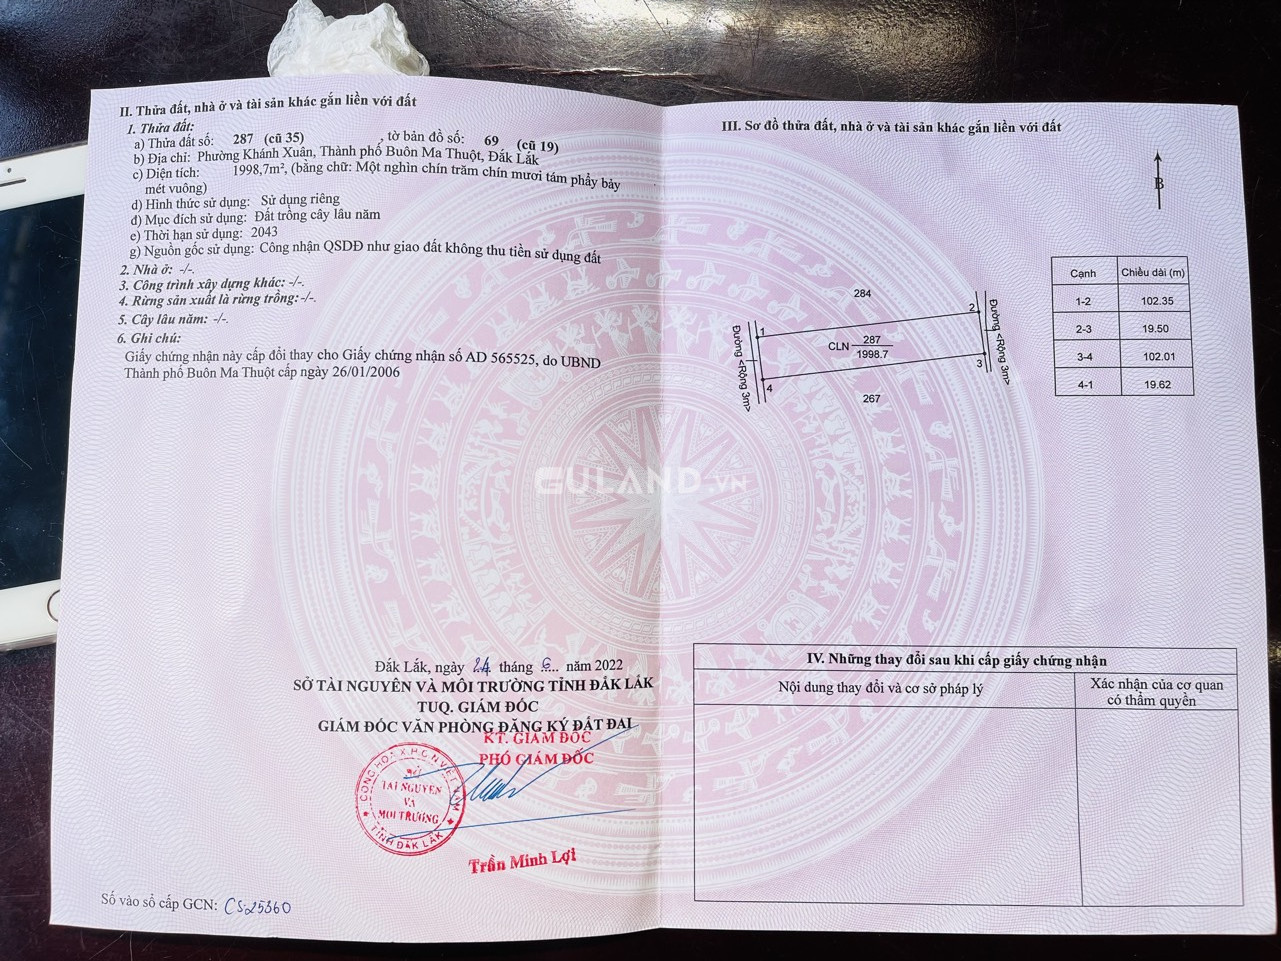 II. Thửa đất, nhà ở và tài sản khác gắn liền với đất
1. Thửa đất:
a) Thửa đất số: 287 (cũ 35), tờ bản đồ số: 69 (cũ 19)
b) Địa chỉ: Phường Khánh Xuân, Thành phố Buôn Ma Thuột, Đắk Lắk
c) Diện tích: 1998,7m², (bằng chữ: Một nghìn chín trăm chín mươi tám phẩy bảy
mét vuông)
d) Hình thức sử dụng: Sử dụng riêng
đ) Mục đích sử dụng: Đất trồng cây lâu năm
e) Thời hạn sử dụng: 2043
g) Nguồn gốc sử dụng: Công nhận QSDĐ như giao đất không thu tiền sử dụng đất
2. Nhà ở: -/-.
3. Công trình xây dựng khác: -/-.
4. Rừng sản xuất là rừng trồng: -/-.
5. Cây lâu năm: -/-.
6. Ghi chú:
Giấy chứng nhận này cấp đổi thay cho Giấy chứng nhận số AD 565525, do UBND
Thành phố Buôn Ma Thuột cấp ngày 26/01/2006
Đắk Lắk, ngày 24 tháng 6... năm 2022
SỞ TÀI NGUYÊN VÀ MÔI TRƯỜNG TỈNH ĐẮK LẮK
TUQ. GIÁM ĐỐC
GIÁM ĐỐC VĂN PHÒNG ĐĂNG KÝ ĐẤT ĐAI
KT. GIÁM ĐỐC
PHÓ GIÁM ĐỐC
CỘNG HÒA X.H.C.N VIỆT NAM
SỞ
TÀI NGUYÊN
VÀ
MÔI TRƯỜNG
TỈNH ĐẮK LẮK
Trần Minh Lợi
Số vào sổ cấp GCN: CS25360
III. Sơ đồ thửa đất, nhà ở và tài sản khác gắn liền với đất
B
Cạnh Chiều dài (m)
1-2 102.35
2-3 19.50
3-4 102.01
4-1 19.62
284
1
2
3
4
CLN 287
1998.7
267
Đường <Rộng 3m>
Đường <Rộng 3m>
GULAND.VN
IV. Những thay đổi sau khi cấp giấy chứng nhận
Nội dung thay đổi và cơ sở pháp lý
Xác nhận của cơ quan
có thẩm quyền